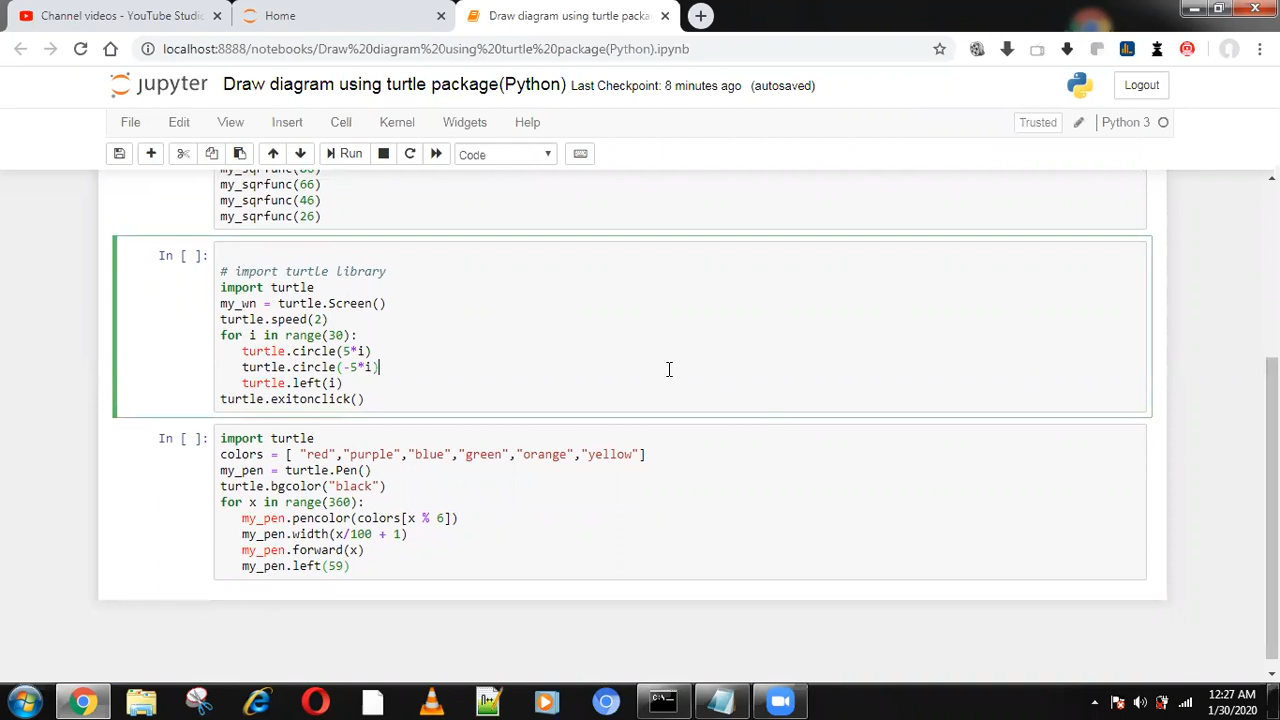 Channel videos - YouTube Studio
Home
Draw diagram using turtle packa
localhost:8888/notebooks/Draw%20diagram%20using%20turtle%20package(Python).ipynb
jupyter Draw diagram using turtle package(Python) Last Checkpoint: 8 minutes ago (autosaved)
Logout
File Edit View Insert Cell Kernel Widgets Help
Trusted Python 3
Run Code
my_sqrfunc(66)
my_sqrfunc(46)
my_sqrfunc(26)
In [ ]:
# import turtle library
import turtle
my_wn = turtle.Screen()
turtle.speed(2)
for i in range(30):
turtle.circle(5*i)
turtle.circle(-5*i)
turtle.left(i)
turtle.exitonclick()
In [ ]: import turtle
colors = [ "red","purple","blue","green","orange","yellow"]
my_pen = turtle.Pen()
turtle.bgcolor("black")
for x in range(360):
my_pen.pencolor(colors[x % 6])
my_pen.width(x/100 + 1)
my_pen.forward(x)
my_pen.left(59)
12:27 AM
1/30/2020